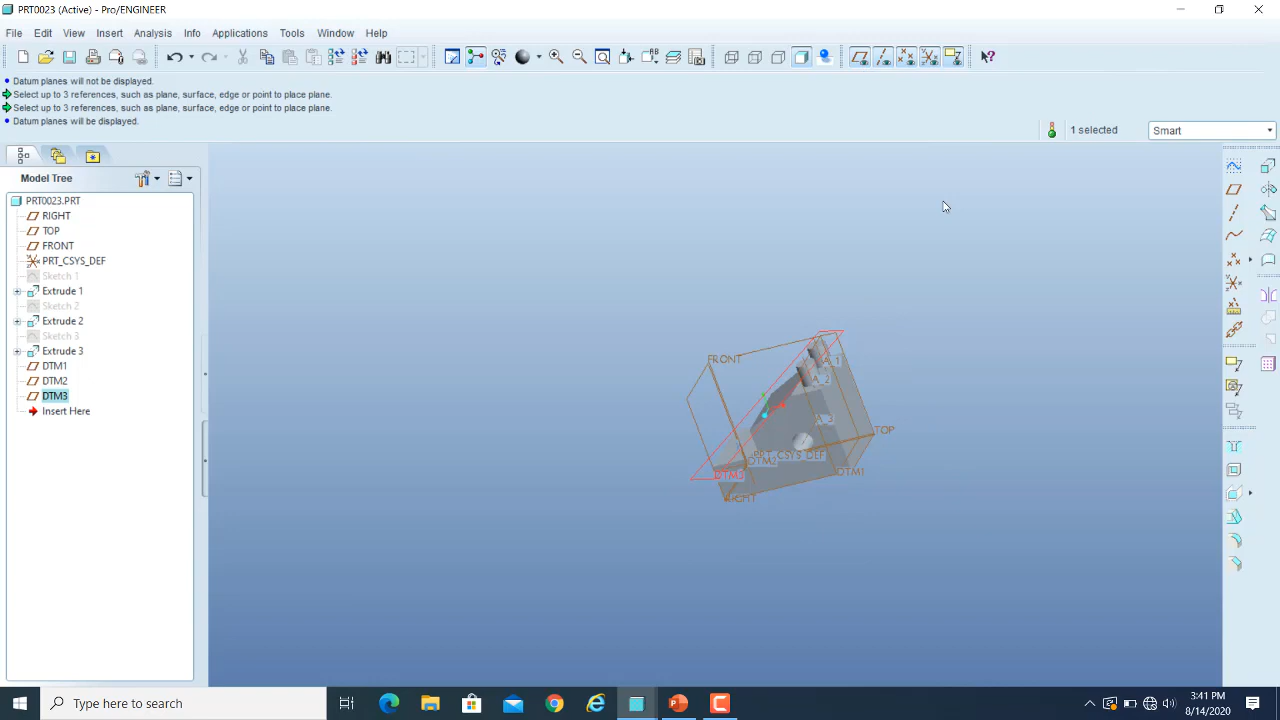 PRT0023 (Active) - Pro/ENGINEER
File Edit View Insert Analysis Info Applications Tools Window Help
Datum planes will not be displayed.
Select up to 3 references, such as plane, surface, edge or point to place plane.
Select up to 3 references, such as plane, surface, edge or point to place plane.
Datum planes will be displayed.
1 selected
Smart
Model Tree
PRT0023.PRT
RIGHT
TOP
FRONT
PRT_CSYS_DEF
Sketch 1
Extrude 1
Sketch 2
Extrude 2
Sketch 3
Extrude 3
DTM1
DTM2
DTM3
Insert Here
FRONT
A_1
A_2
A_3
TOP
PRT_CSYS_DEF
DTM2
DTM1
DTM3
RIGHT
Type here to search
3:41 PM
8/14/2020